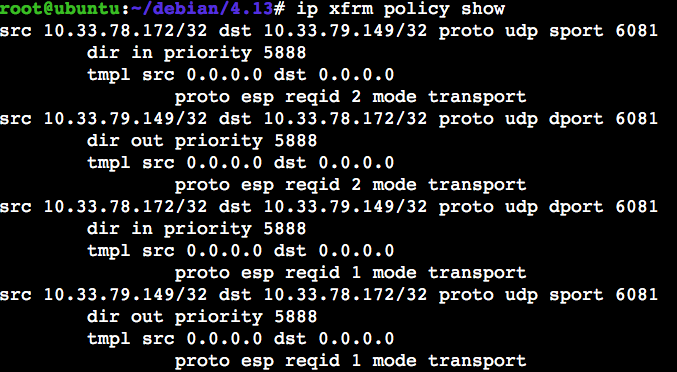 root@ubuntu:~/debian/4.13# ip xfrm policy show
src 10.33.78.172/32 dst 10.33.79.149/32 proto udp sport 6081
        dir in priority 5888
        tmpl src 0.0.0.0 dst 0.0.0.0
                proto esp reqid 2 mode transport
src 10.33.79.149/32 dst 10.33.78.172/32 proto udp dport 6081
        dir out priority 5888
        tmpl src 0.0.0.0 dst 0.0.0.0
                proto esp reqid 2 mode transport
src 10.33.78.172/32 dst 10.33.79.149/32 proto udp dport 6081
        dir in priority 5888
        tmpl src 0.0.0.0 dst 0.0.0.0
                proto esp reqid 1 mode transport
src 10.33.79.149/32 dst 10.33.78.172/32 proto udp sport 6081
        dir out priority 5888
        tmpl src 0.0.0.0 dst 0.0.0.0
                proto esp reqid 1 mode transport